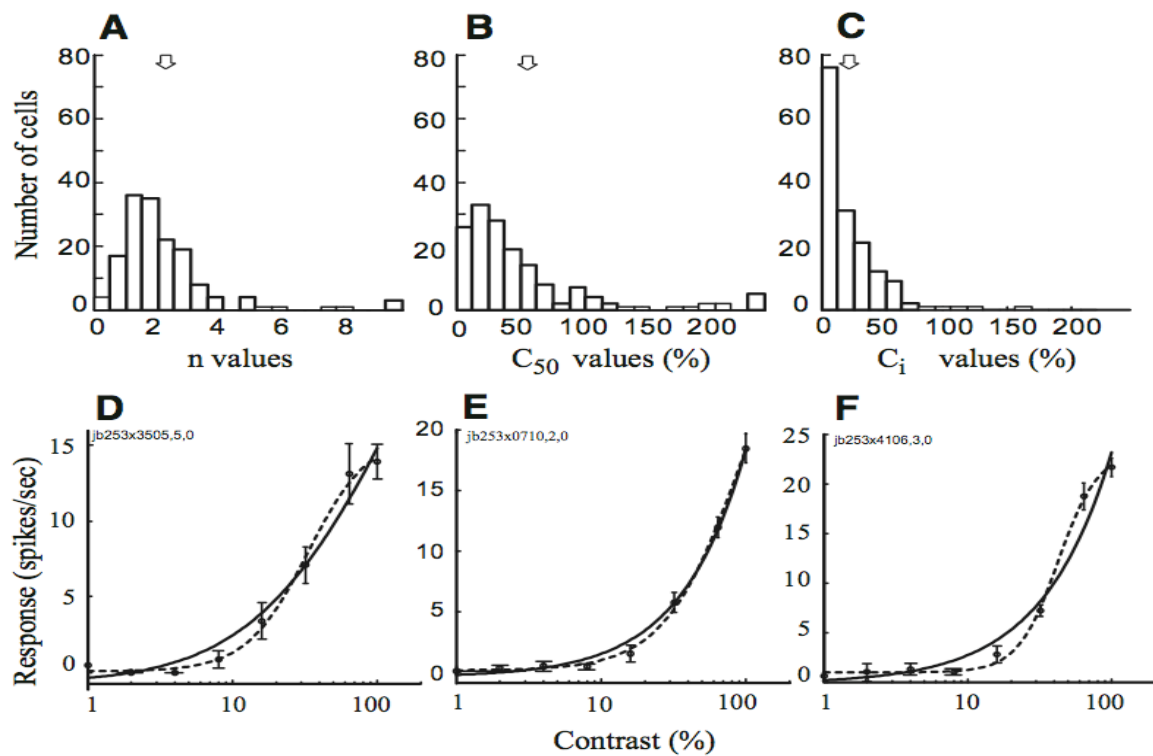 A
B
C
Number of cells
80
60
40
20
0
0 2 4 6 8
n values
80
60
40
20
0
0 50 100 150 200
C50 values (%)
80
60
40
20
0
0 50 100 150 200
Ci values (%)
D
E
F
Response (spikes/sec)
jb253x3505,5,0
15
10
5
0
1 10 100
jb253x0710,2,0
20
15
10
5
0
1 10 100
jb253x4106,3,0
25
20
15
10
5
0
1 10 100
Contrast (%)